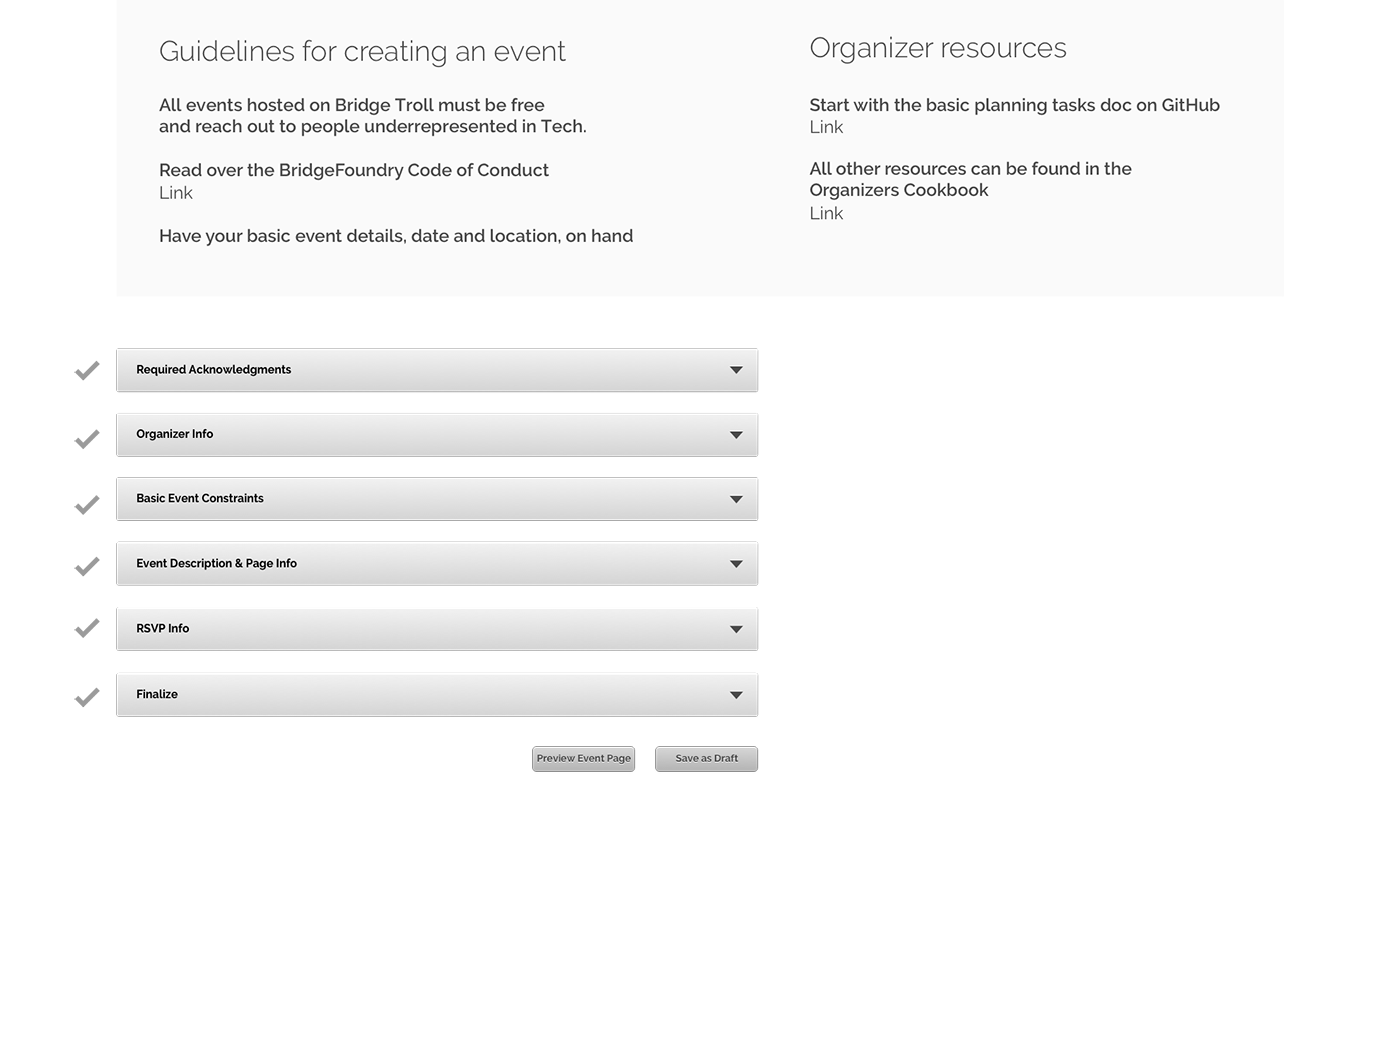 Guidelines for creating an event
All events hosted on Bridge Troll must be free
and reach out to people underrepresented in Tech.
Read over the BridgeFoundry Code of Conduct
Link
Have your basic event details, date and location, on hand
Organizer resources
Start with the basic planning tasks doc on GitHub
Link
All other resources can be found in the
Organizers Cookbook
Link
Required Acknowledgments
Organizer Info
Basic Event Constraints
Event Description & Page Info
RSVP Info
Finalize
Preview Event Page
Save as Draft